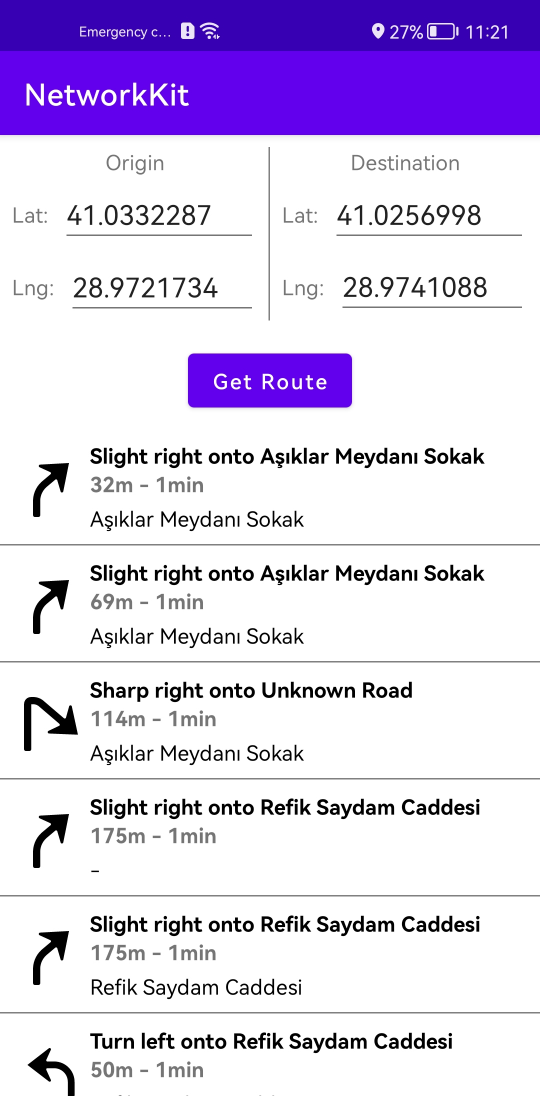 Emergency c... 27% 11:21
NetworkKit
Origin Destination
Lat: 41.0332287 Lat: 41.0256998
Lng: 28.9721734 Lng: 28.9741088
Get Route
Slight right onto Aşıklar Meydanı Sokak
32m - 1min
Aşıklar Meydanı Sokak
Slight right onto Aşıklar Meydanı Sokak
69m - 1min
Aşıklar Meydanı Sokak
Sharp right onto Unknown Road
114m - 1min
Aşıklar Meydanı Sokak
Slight right onto Refik Saydam Caddesi
175m - 1min
-
Slight right onto Refik Saydam Caddesi
175m - 1min
Refik Saydam Caddesi
Turn left onto Refik Saydam Caddesi
50m - 1min